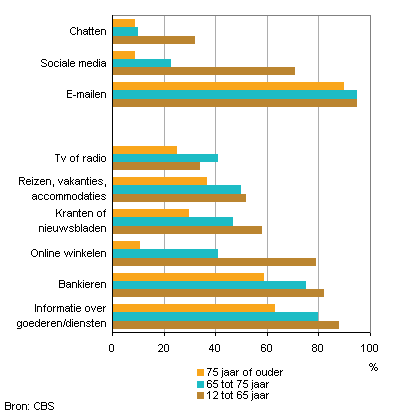 Chatten
Sociale media
E-mailen
Tv of radio
Reizen, vakanties,
accommodaties
Kranten of
nieuwsbladen
Online winkelen
Bankieren
Informatie over
goederen/diensten
0 20 40 60 80 100
%
75 jaar of ouder
65 tot 75 jaar
12 tot 65 jaar
Bron: CBS